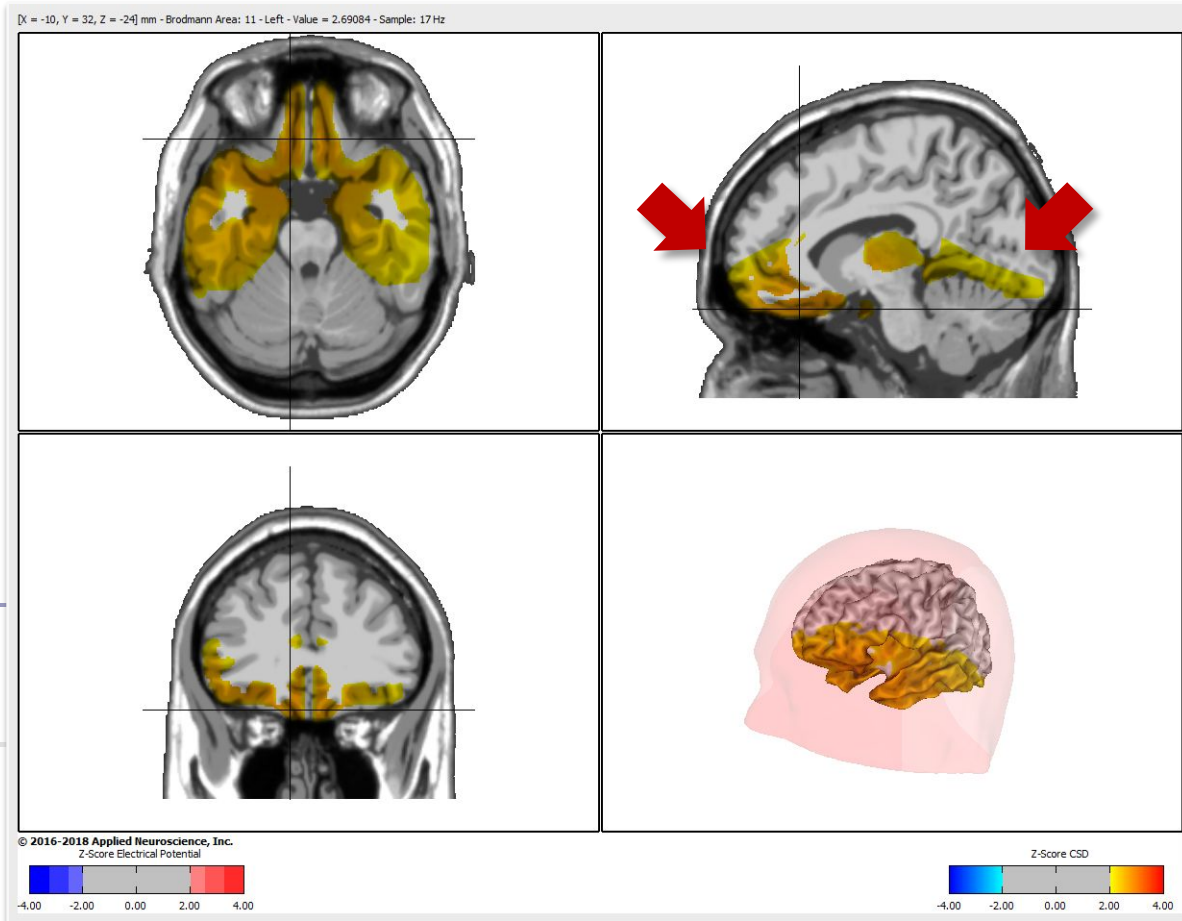 [X = -10, Y = 32, Z = -24] mm - Brodmann Area: 11 - Left - Value = 2.69084 - Sample: 17 Hz
© 2016-2018 Applied Neuroscience, Inc.
Z-Score Electrical Potential
-4.00 -2.00 0.00 2.00 4.00
Z-Score CSD
-4.00 -2.00 0.00 2.00 4.00